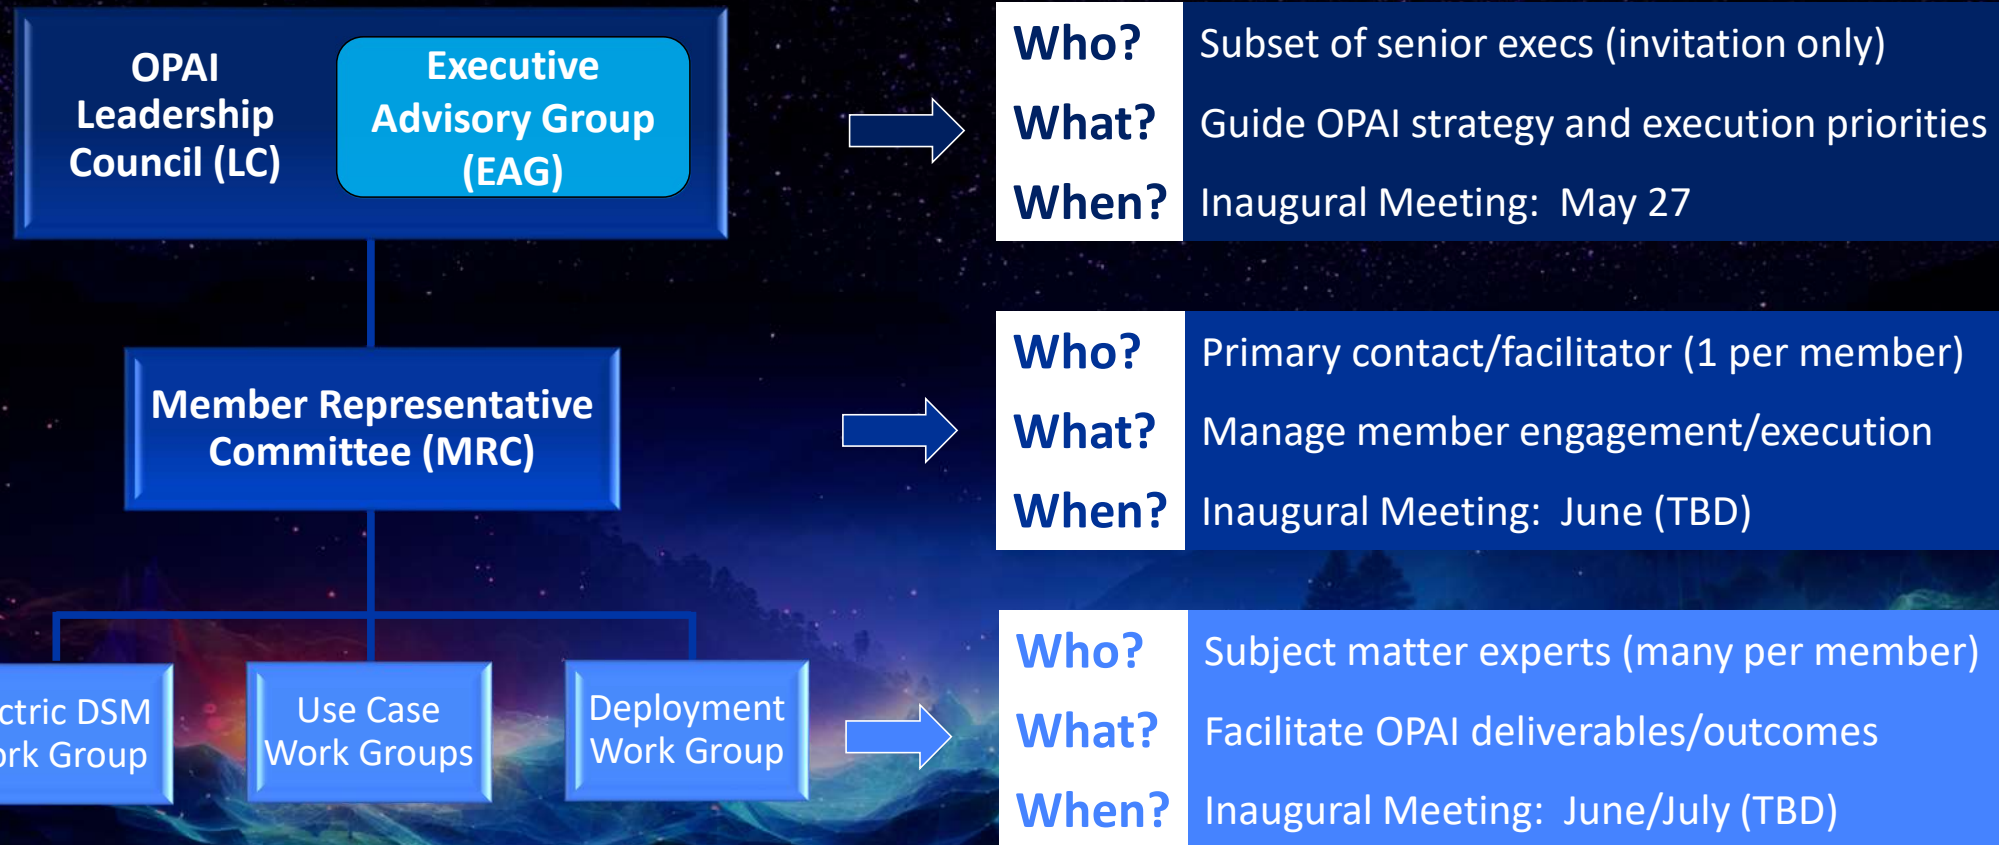 OPAI
Leadership
Council (LC)
Executive
Advisory Group
(EAG)
Who? Subset of senior execs (invitation only)
What? Guide OPAI strategy and execution priorities
When? Inaugural Meeting: May 27
Member Representative
Committee (MRC)
Who? Primary contact/facilitator (1 per member)
What? Manage member engagement/execution
When? Inaugural Meeting: June (TBD)
ctric DSM
ork Group
Use Case
Work Groups
Deployment
Work Group
Who? Subject matter experts (many per member)
What? Facilitate OPAI deliverables/outcomes
When? Inaugural Meeting: June/July (TBD)